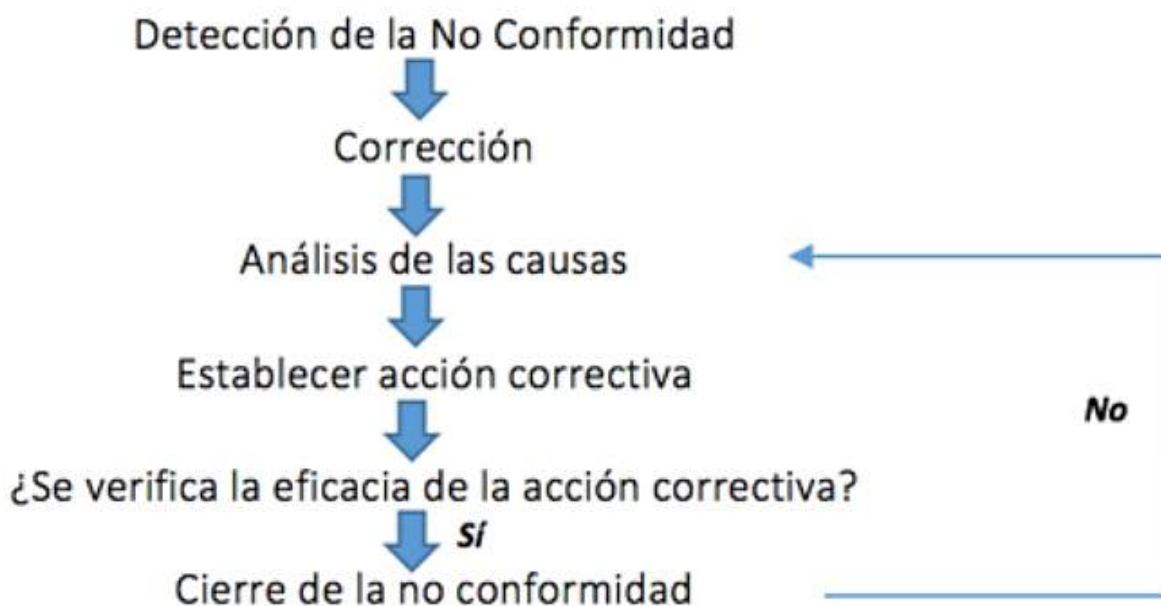 Detección de la No Conformidad
Corrección
Análisis de las causas
Establecer acción correctiva
No
¿Se verifica la eficacia de la acción correctiva?
Sí
Cierre de la no conformidad